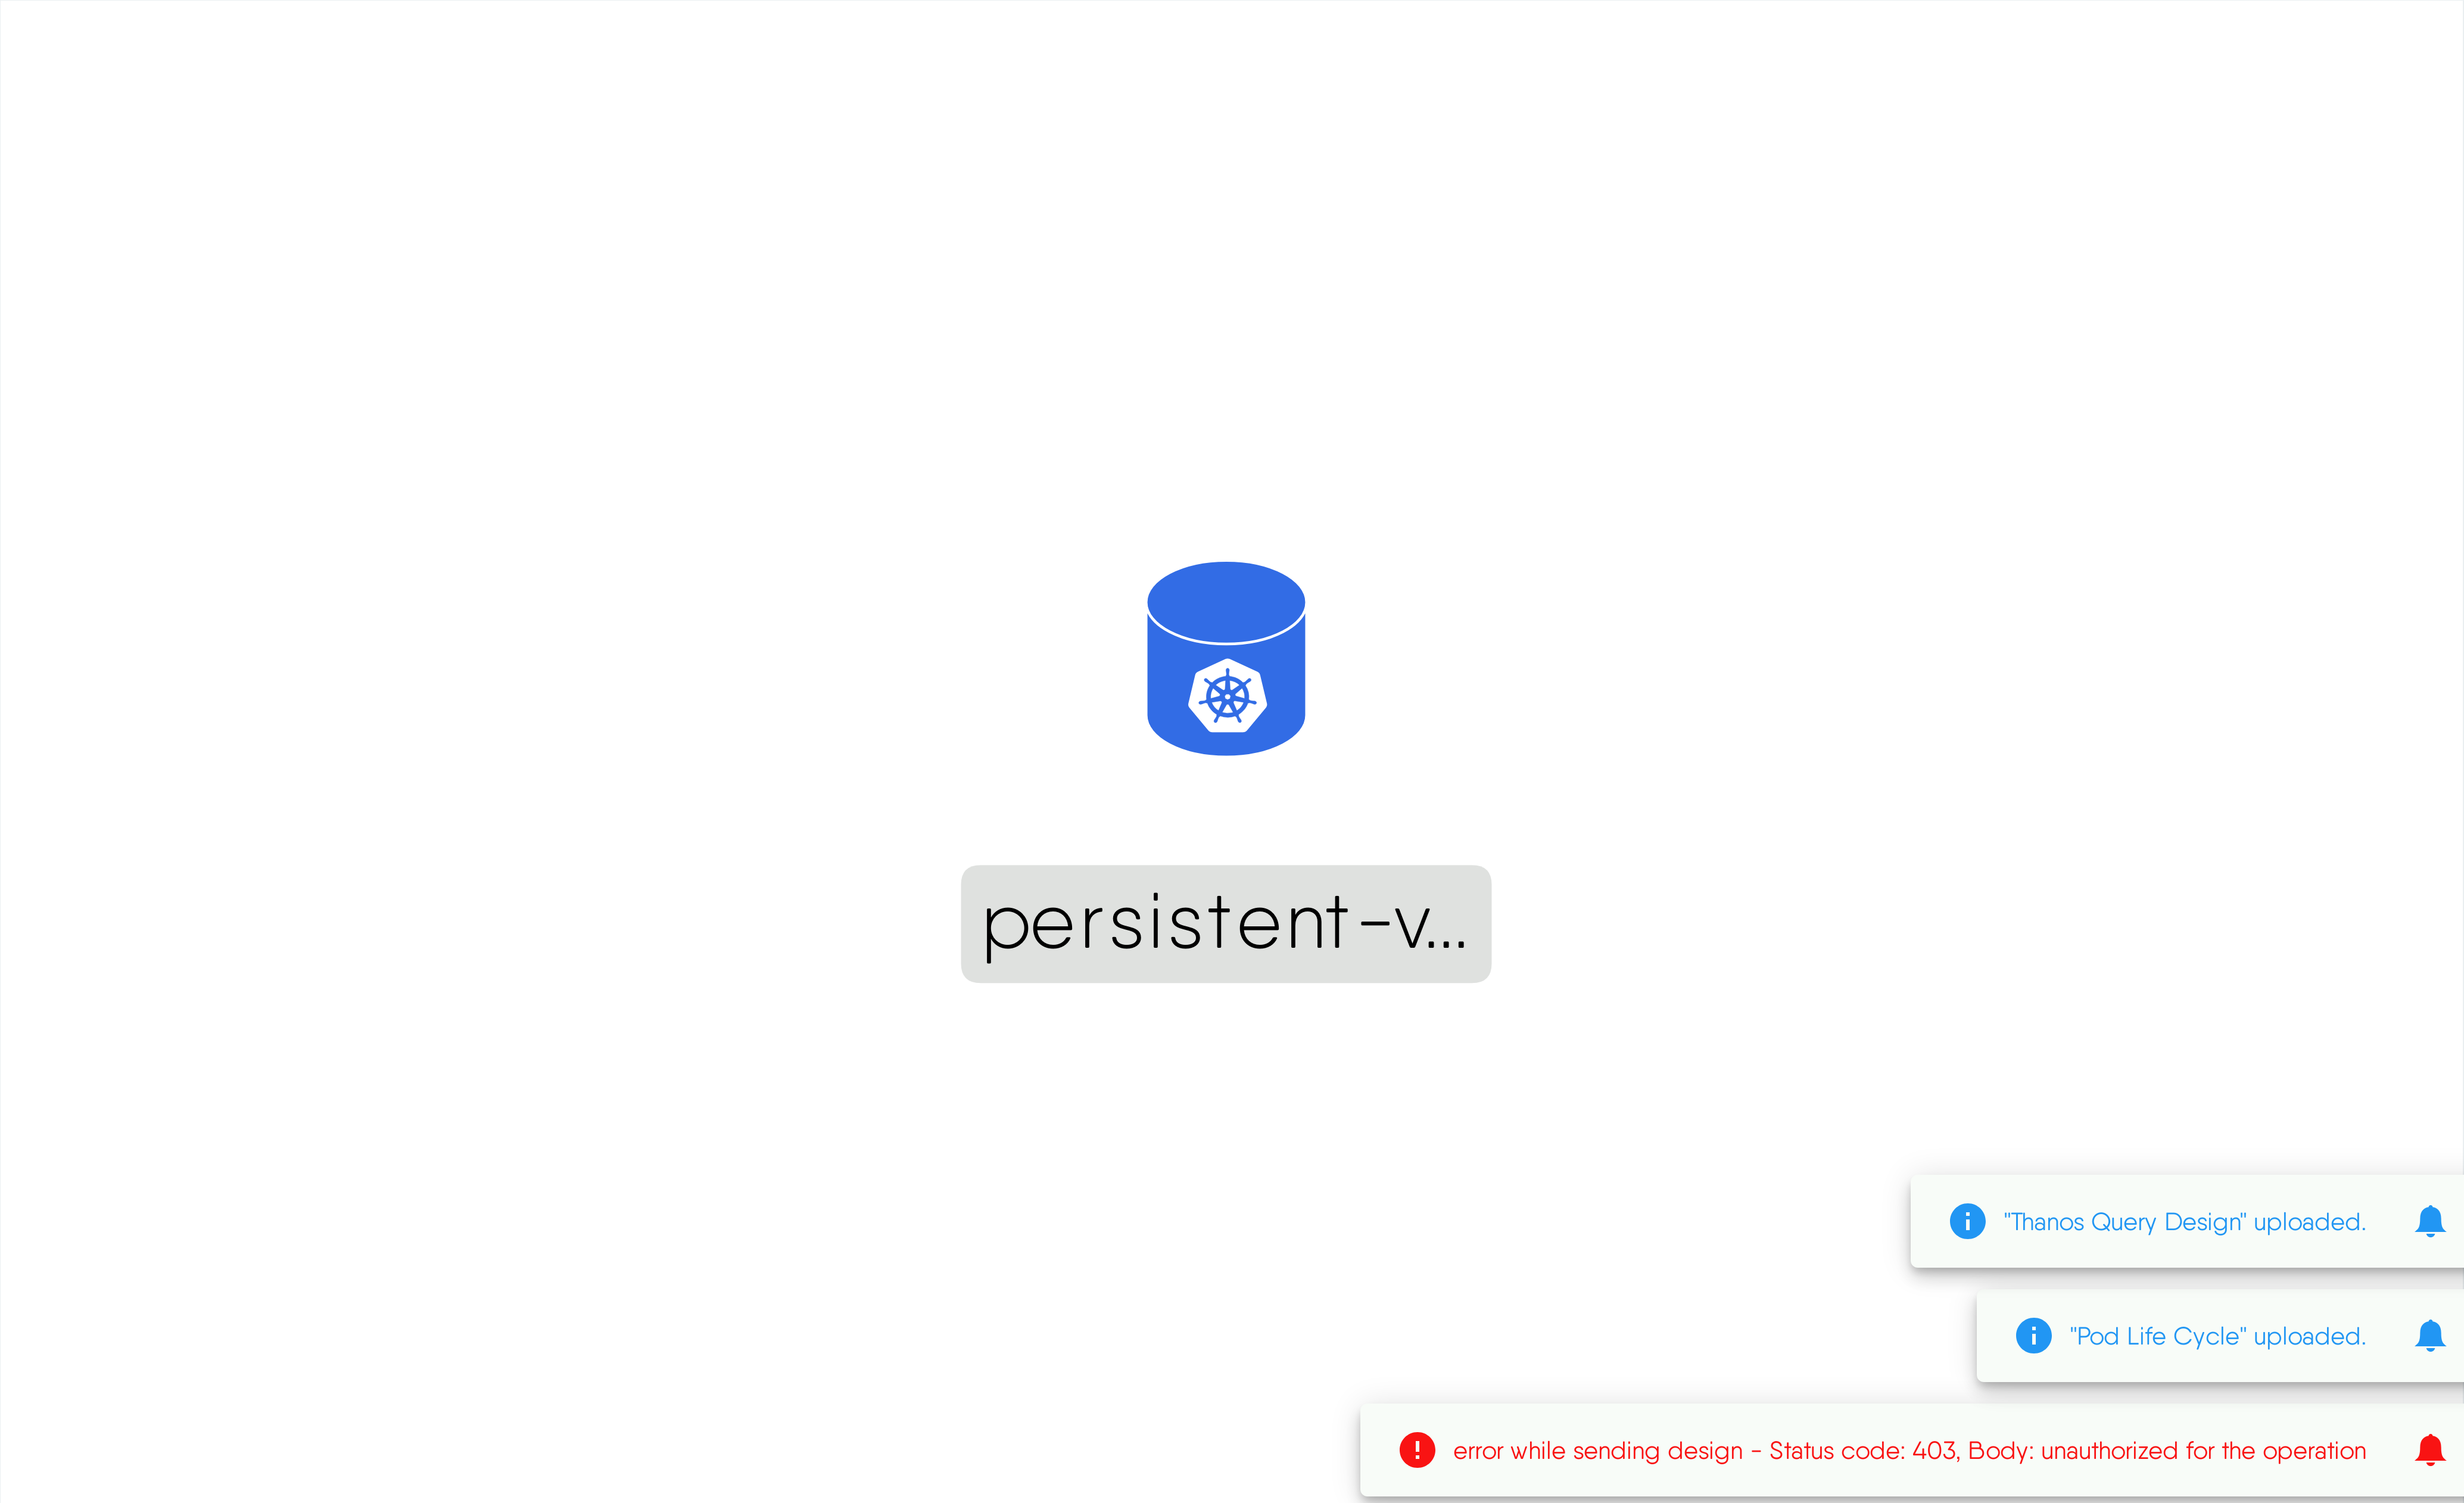 persistent-v...
"Thanos Query Design" uploaded.
"Pod Life Cycle" uploaded.
error while sending design - Status code: 403, Body: unauthorized for the operation